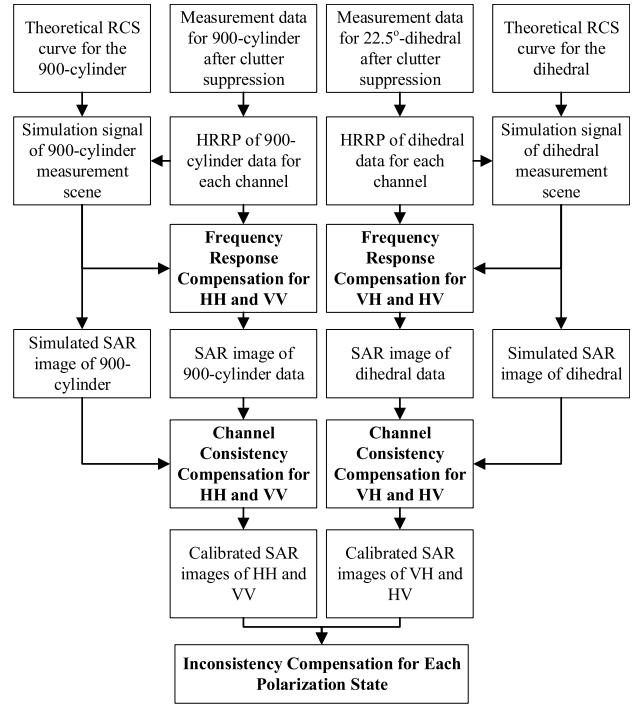 Theoretical RCS
curve for the
900-cylinder
Measurement data
for 900-cylinder
after clutter
suppression
Measurement data
for 22.5°-dihedral
after clutter
suppression
Theoretical RCS
curve for the
dihedral
Simulation signal
of 900-cylinder
measurement
scene
HRRP of 900-
cylinder data for
each channel
HRRP of dihedral
data for each
channel
Simulation signal
of dihedral
measurement
scene
Frequency
Response
Compensation for
HH and VV
Frequency
Response
Compensation for
VH and HV
Simulated SAR
image of 900-
cylinder
SAR image of
900-cylinder data
SAR image of
dihedral data
Simulated SAR
image of dihedral
Channel
Consistency
Compensation for
HH and VV
Channel
Consistency
Compensation for
VH and HV
Calibrated SAR
images of HH and
VV
Calibrated SAR
images of VH and
HV
Inconsistency Compensation for Each
Polarization State